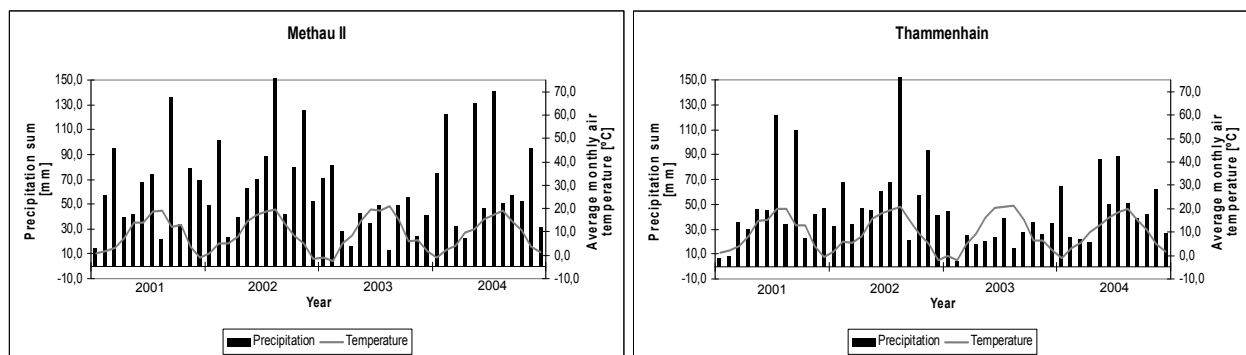 Methau II
Precipitation sum
[mm]
150,0
130,0
110,0
90,0
70,0
50,0
30,0
10,0
-10,0
70,0
60,0
50,0
40,0
30,0
20,0
10,0
0,0
-10,0
Average monthly air
temperature [°C]
2001 2002 2003 2004
Year
Precipitation Temperature
Thammenhain
Precipitation sum
[mm]
150,0
130,0
110,0
90,0
70,0
50,0
30,0
10,0
-10,0
70,0
60,0
50,0
40,0
30,0
20,0
10,0
0,0
-10,0
Average monthly air
temperature [°C]
2001 2002 2003 2004
Year
Precipitation Temperature